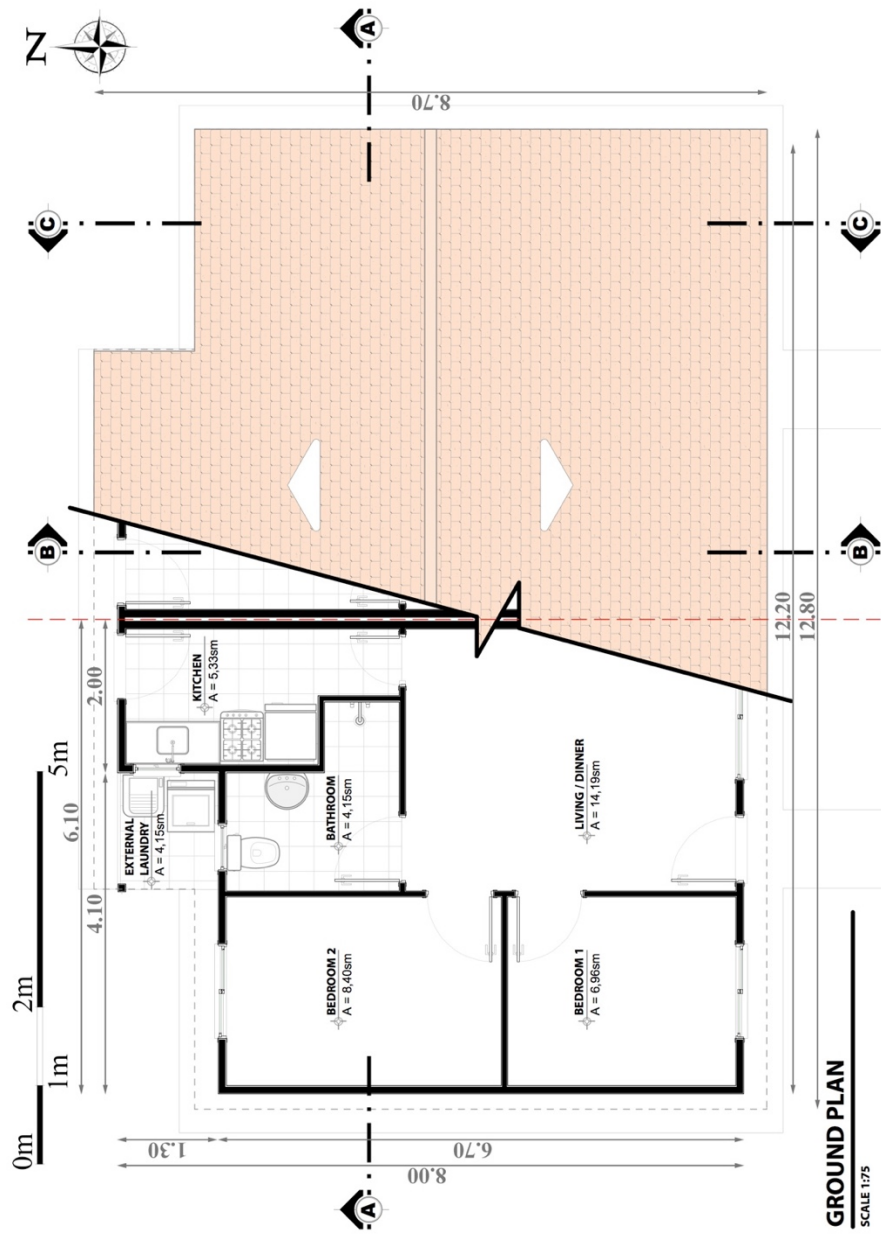 N
A
C
C
8.70
B
B
12.20
12.80
2.00
6.10
4.10
5m
2m
1m
0m
KITCHEN
A = 5,33sm
EXTERNAL
LAUNDRY
A = 4,15sm
BATHROOM
A = 4,15sm
LIVING / DINNER
A = 14,19sm
BEDROOM 2
A = 8,40sm
BEDROOM 1
A = 6,96sm
1.30
6.70
8.00
A
GROUND PLAN
SCALE 1:75